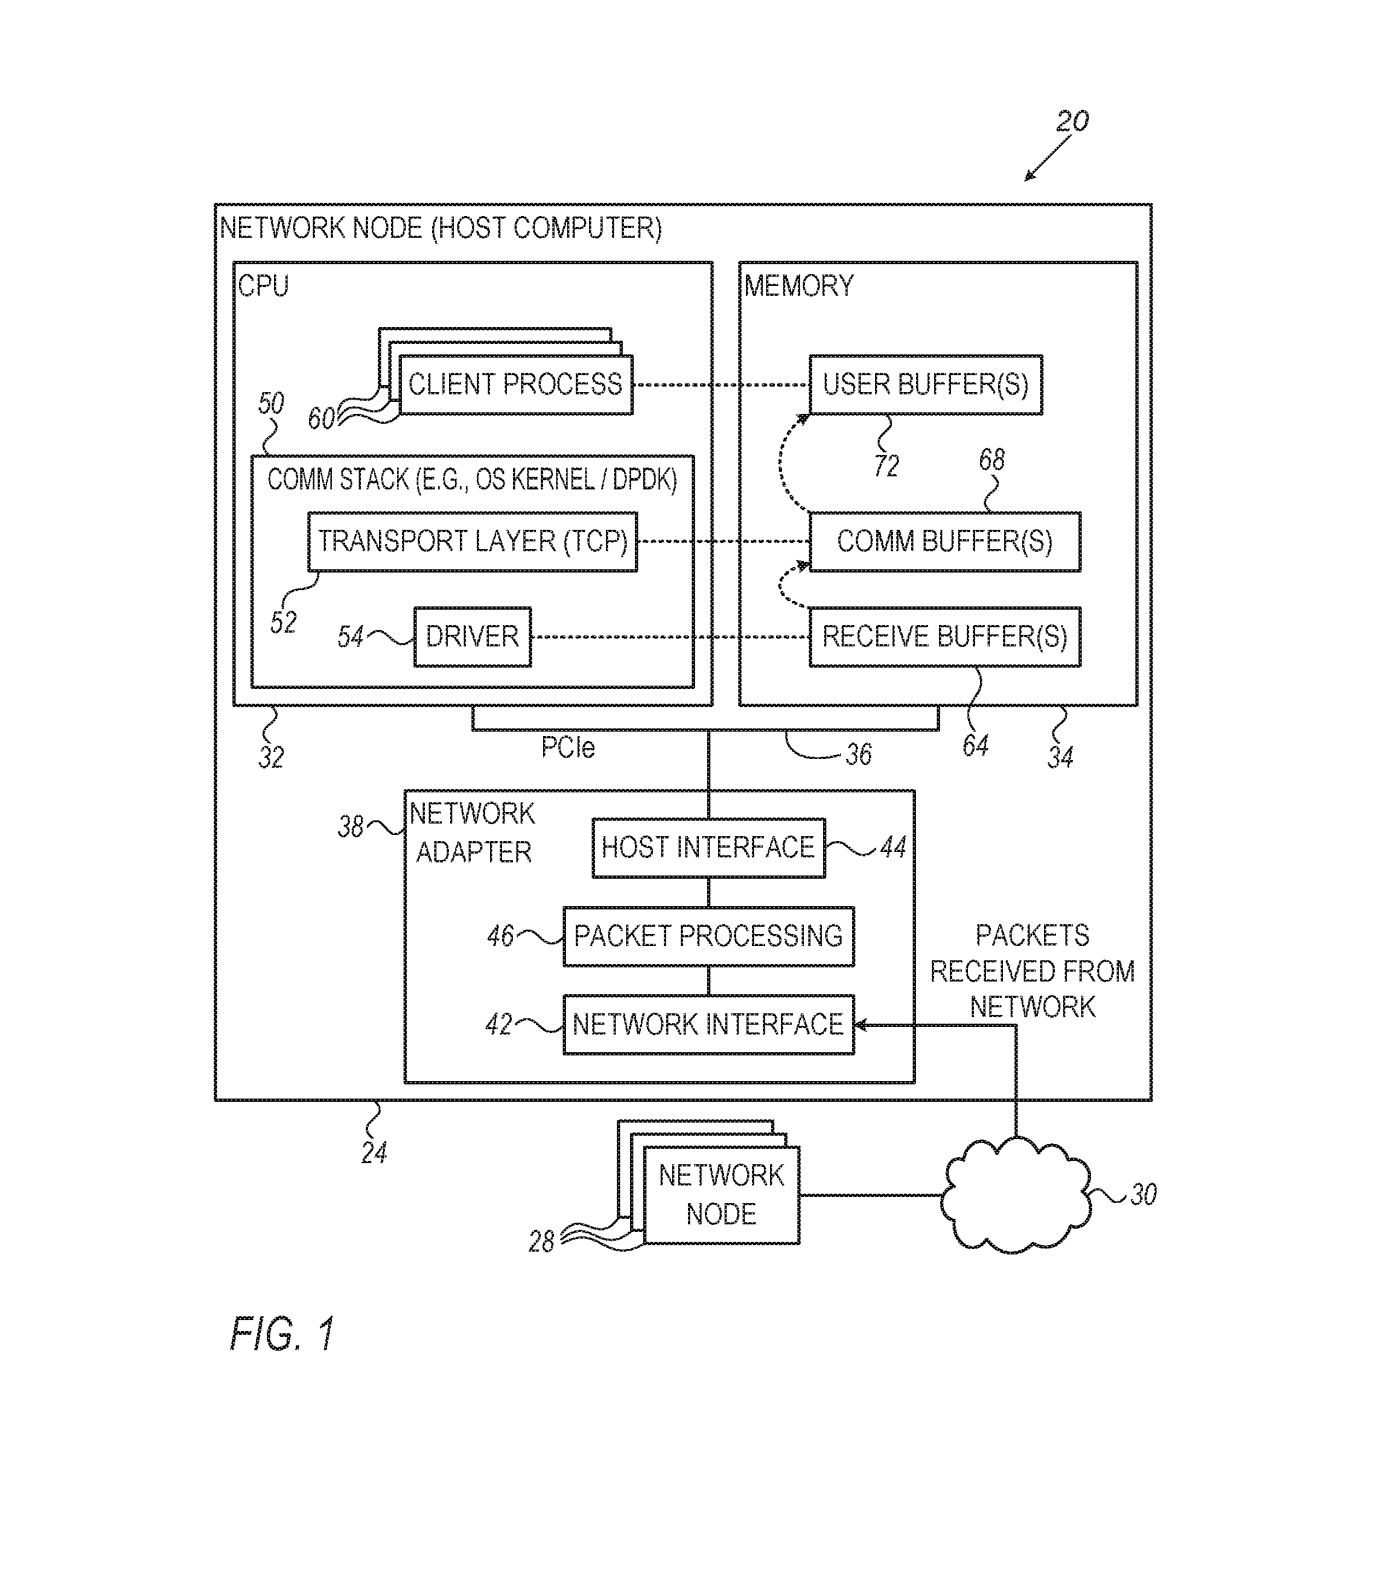 20
NETWORK NODE (HOST COMPUTER)
CPU
MEMORY
CLIENT PROCESS
USER BUFFER(S)
60
50
72
68
COMM STACK (E.G., OS KERNEL / DPDK)
TRANSPORT LAYER (TCP)
COMM BUFFER(S)
52
54
DRIVER
RECEIVE BUFFER(S)
32
PCIe
36
64
34
NETWORK
ADAPTER
38
HOST INTERFACE
44
46
PACKET PROCESSING
PACKETS
RECEIVED FROM
NETWORK
42
NETWORK INTERFACE
24
NETWORK
NODE
30
28
FIG. 1